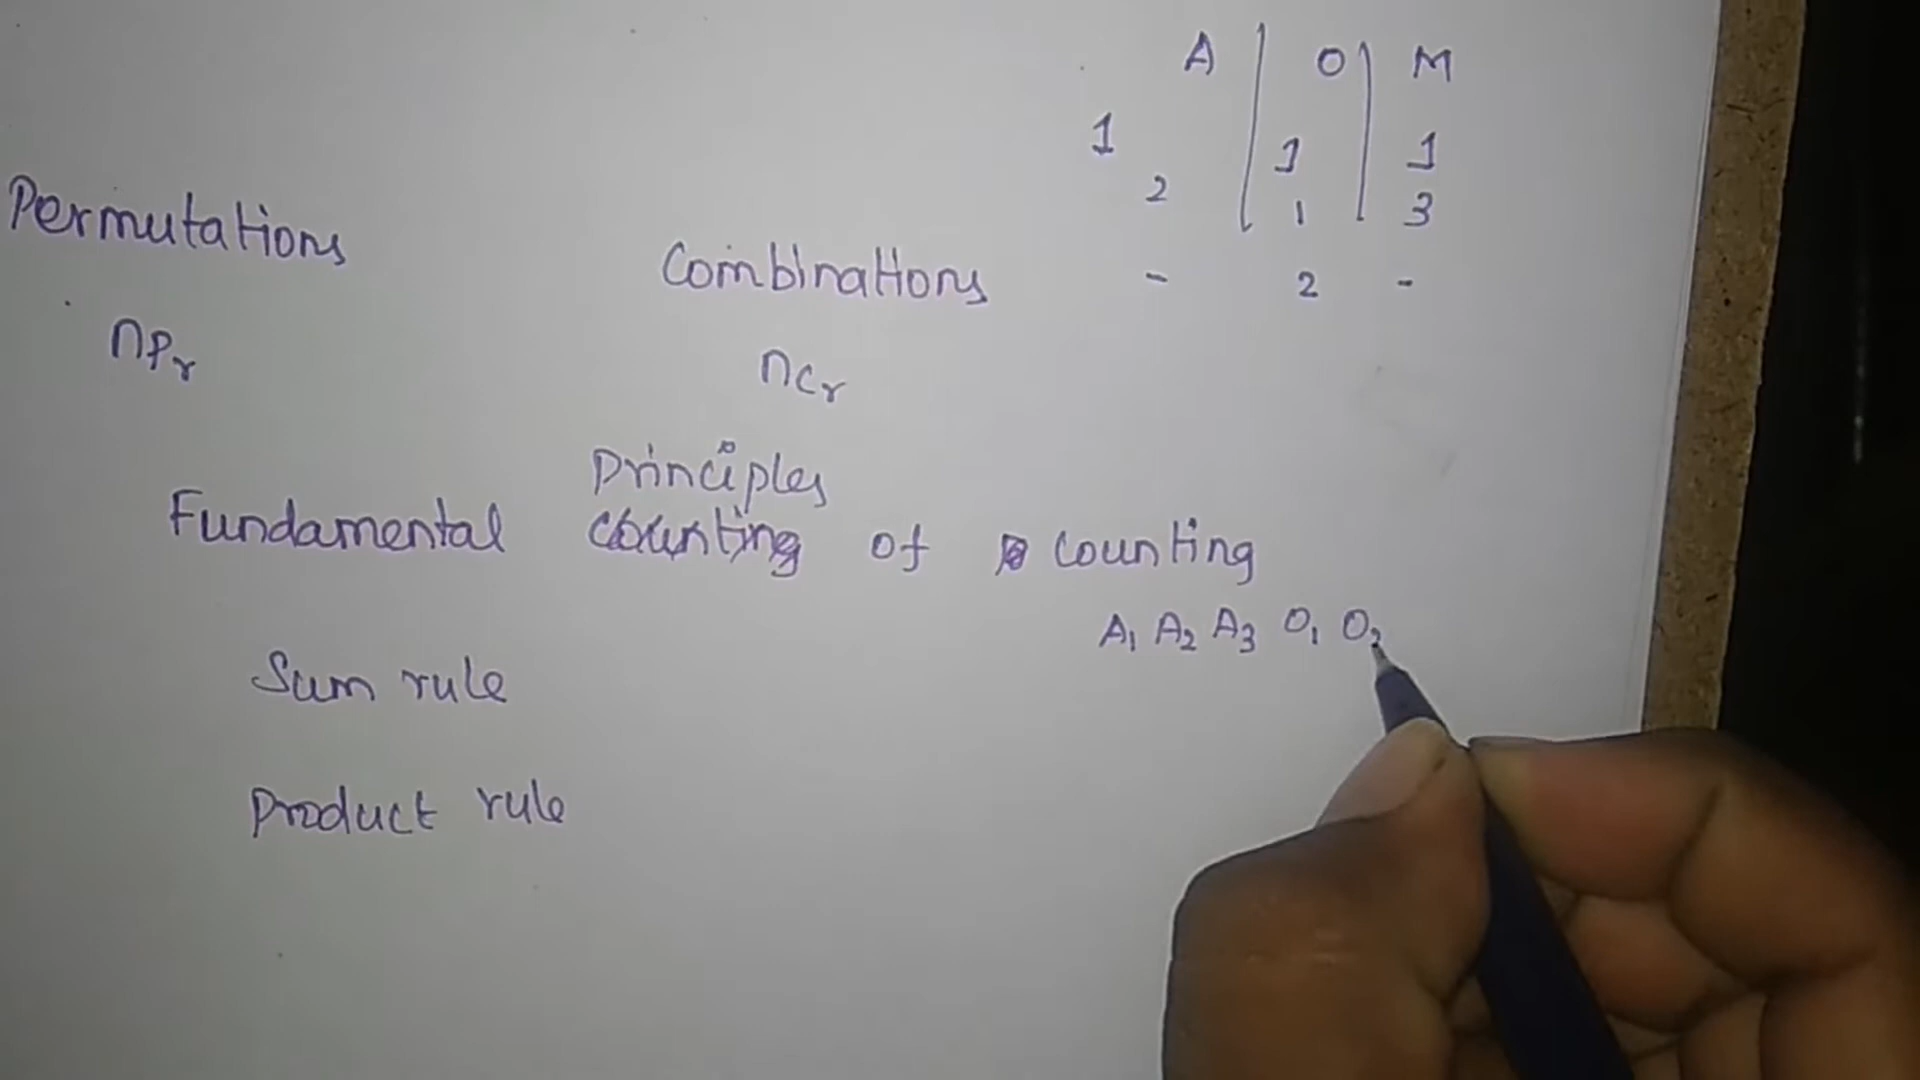 A | O | M
1 1 1
2 1 3
- 2 -
Permutations
Combinations
nPr
nCr
Principles
Fundamental counting of counting
A1 A2 A3 O1 O2
Sum rule
Product rule